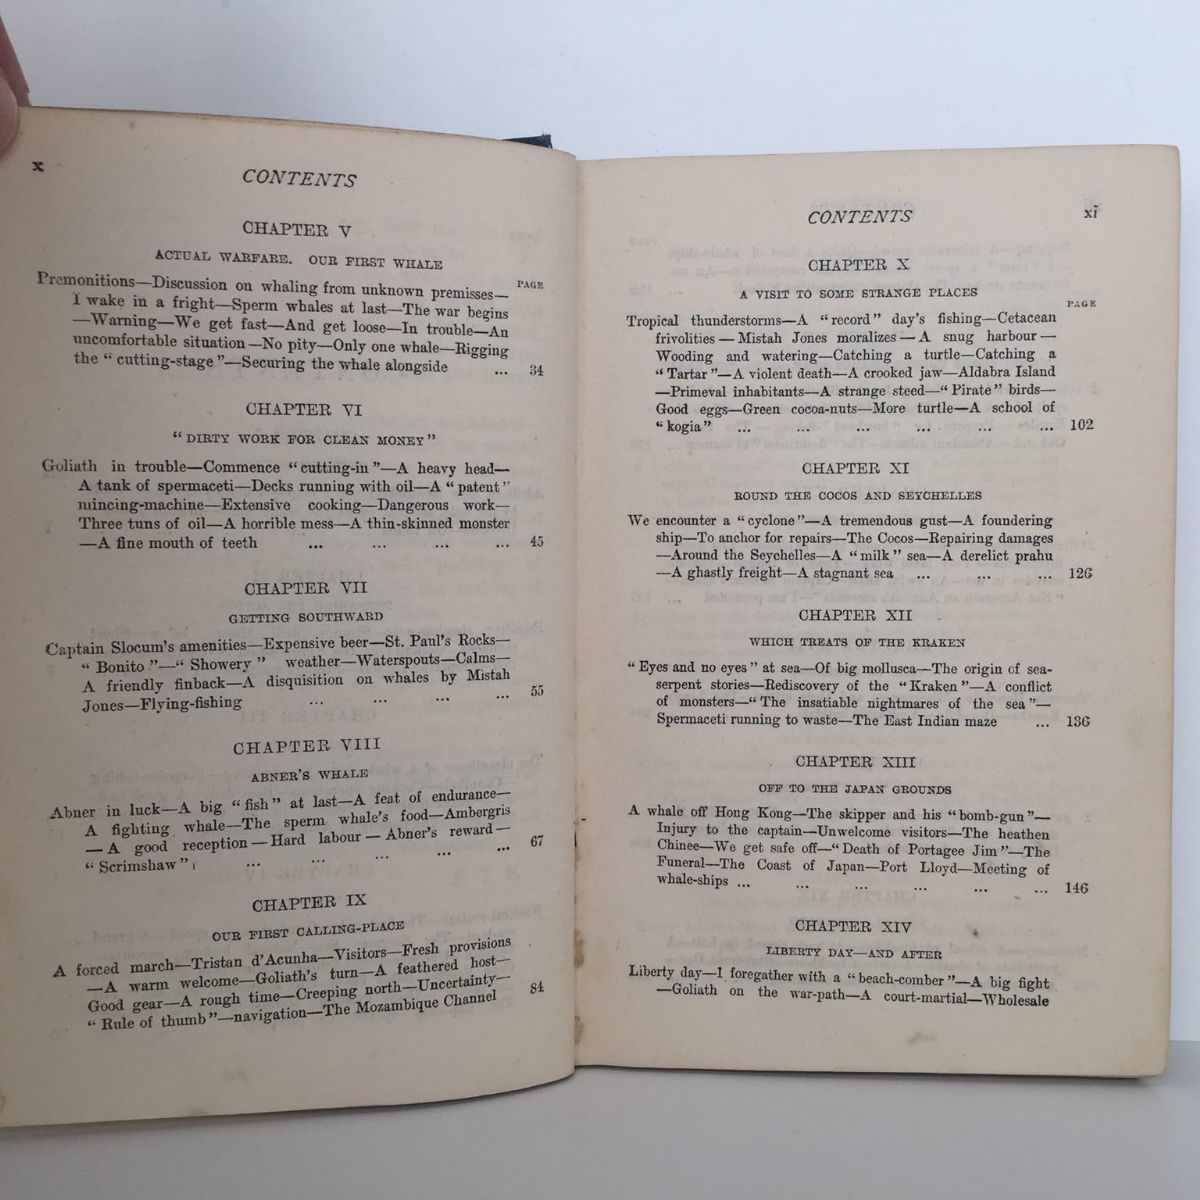 x
CONTENTS
CHAPTER V
ACTUAL WARFARE. OUR FIRST WHALE
PAGE
Premonitions—Discussion on whaling from unknown premisses—
I wake in a fright—Sperm whales at last—The war begins
—Warning—We get fast—And get loose—In trouble—An
uncomfortable situation—No pity—Only one whale—Rigging
the "cutting-stage"—Securing the whale alongside ... 34
CHAPTER VI
"DIRTY WORK FOR CLEAN MONEY"
Goliath in trouble—Commence "cutting-in"—A heavy head—
A tank of spermaceti—Decks running with oil—A "patent"
mincing-machine—Extensive cooking—Dangerous work—
Three tuns of oil—A horrible mess—A thin-skinned monster
—A fine mouth of teeth ... ... ... ... 45
CHAPTER VII
GETTING SOUTHWARD
Captain Slocum's amenities—Expensive beer—St. Paul's Rocks—
"Bonito"—"Showery" weather—Waterspouts—Calms—
A friendly finback—A disquisition on whales by Mistah
Jones—Flying-fishing ... ... ... ... 55
CHAPTER VIII
ABNER'S WHALE
Abner in luck—A big "fish" at last—A feat of endurance—
A fighting whale—The sperm whale's food—Ambergris
—A good reception—Hard labour—Abner's reward—
"Scrimshaw" ... ... ... ... ... 67
CHAPTER IX
OUR FIRST CALLING-PLACE
A forced march—Tristan d'Acunha—Visitors—Fresh provisions
—A warm welcome—Goliath's turn—A feathered host—
Good gear—A rough time—Creeping north—Uncertainty—
"Rule of thumb"—navigation—The Mozambique Channel 84
CONTENTS
xi
CHAPTER X
A VISIT TO SOME STRANGE PLACES
PAGE
Tropical thunderstorms—A "record" day's fishing—Cetacean
frivolities—Mistah Jones moralizes—A snug harbour—
Wooding and watering—Catching a turtle—Catching a
"Tartar"—A violent death—A crooked jaw—Aldabra Island
—Primeval inhabitants—A strange steed—"Pirate" birds—
Good eggs—Green cocoa-nuts—More turtle—A school of
"kogia" ... ... ... ... ... ... 102
CHAPTER XI
ROUND THE COCOS AND SEYCHELLES
We encounter a "cyclone"—A tremendous gust—A foundering
ship—To anchor for repairs—The Cocos—Repairing damages
—Around the Seychelles—A "milk" sea—A derelict prahu
—A ghastly freight—A stagnant sea ... ... ... 126
CHAPTER XII
WHICH TREATS OF THE KRAKEN
"Eyes and no eyes" at sea—Of big mollusca—The origin of sea-
serpent stories—Rediscovery of the "Kraken"—A conflict
of monsters—"The insatiable nightmares of the sea"—
Spermaceti running to waste—The East Indian maze ... 136
CHAPTER XIII
OFF TO THE JAPAN GROUNDS
A whale off Hong Kong—The skipper and his "bomb-gun"—
Injury to the captain—Unwelcome visitors—The heathen
Chinee—We get safe off—"Death of Portagee Jim"—The
Funeral—The Coast of Japan—Port Lloyd—Meeting of
whale-ships ... ... ... ... ... ... 146
CHAPTER XIV
LIBERTY DAY—AND AFTER
Liberty day—I foregather with a "beach-comber"—A big fight
—Goliath on the war-path—A court-martial—Wholesale